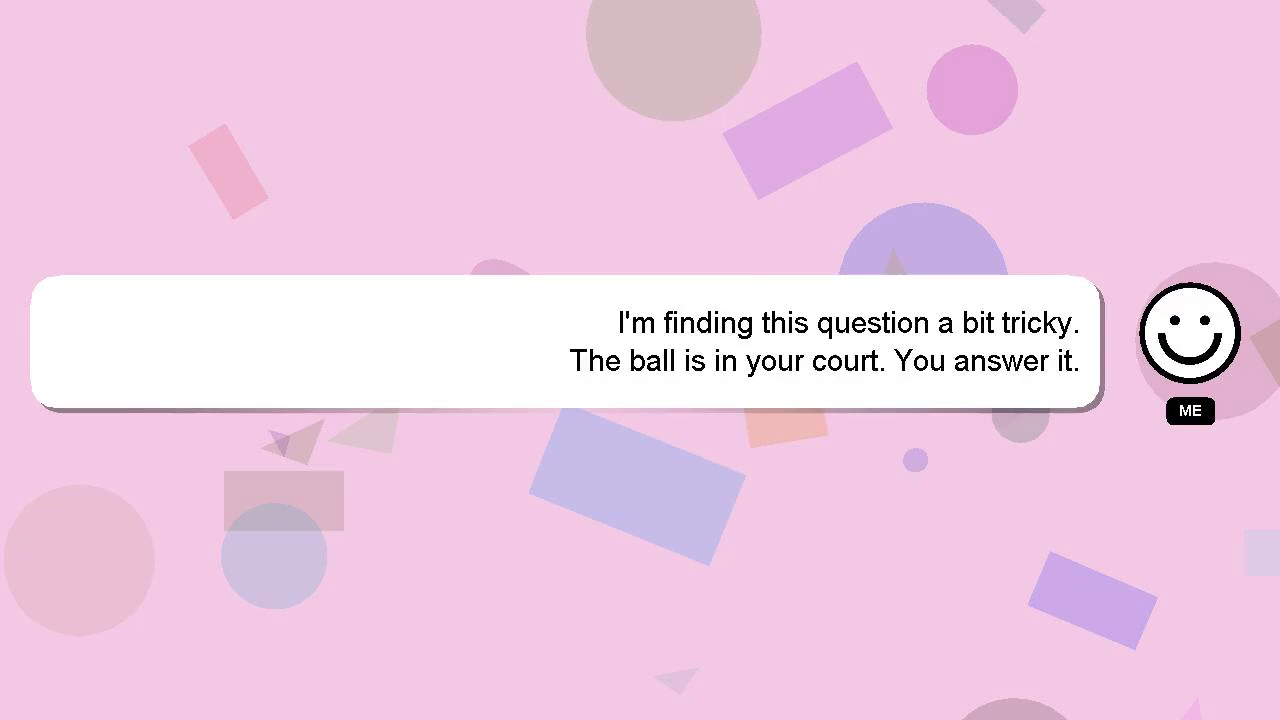 I'm finding this question a bit tricky.
The ball is in your court. You answer it.
ME